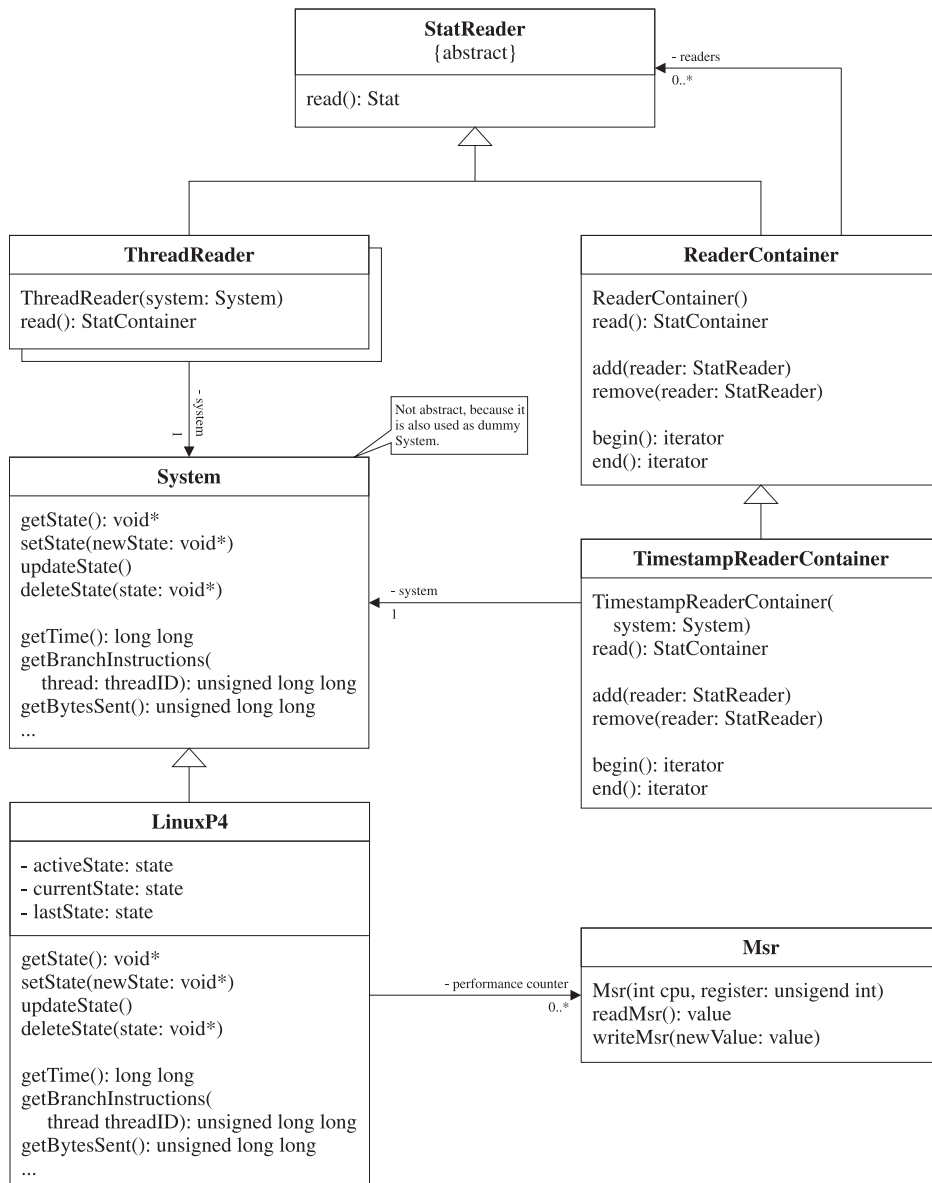 StatReader
{abstract}
read(): Stat
- readers
0..*
ThreadReader
ThreadReader(system: System)
read(): StatContainer
ReaderContainer
ReaderContainer()
read(): StatContainer
add(reader: StatReader)
remove(reader: StatReader)
begin(): iterator
end(): iterator
- system
1
Not abstract, because it
is also used as dummy
System.
System
getState(): void*
setState(newState: void*)
updateState()
deleteState(state: void*)
getTime(): long long
getBranchInstructions(
thread: threadID): unsigned long long
getBytesSent(): unsigned long long
...
- system
1
TimestampReaderContainer
TimestampReaderContainer(
system: System)
read(): StatContainer
add(reader: StatReader)
remove(reader: StatReader)
begin(): iterator
end(): iterator
LinuxP4
- activeState: state
- currentState: state
- lastState: state
getState(): void*
setState(newState: void*)
updateState()
deleteState(state: void*)
getTime(): long long
getBranchInstructions(
thread threadID): unsigned long long
getBytesSent(): unsigned long long
...
- performance counter
0..*
Msr
Msr(int cpu, register: unsigend int)
readMsr(): value
writeMsr(newValue: value)